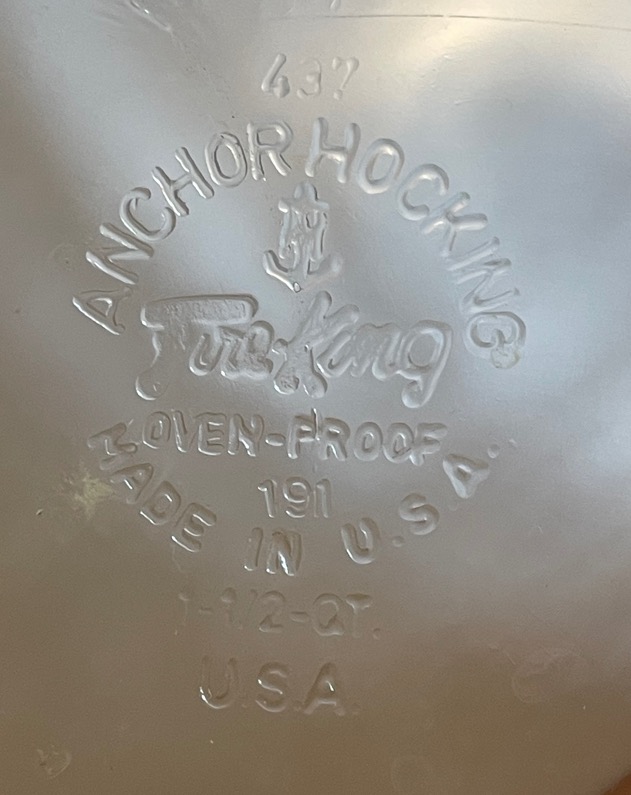 437
ANCHOR HOCKING®
Fire King
OVEN-PROOF
191
MADE IN U.S.A.
1-1/2-QT.
U.S.A.